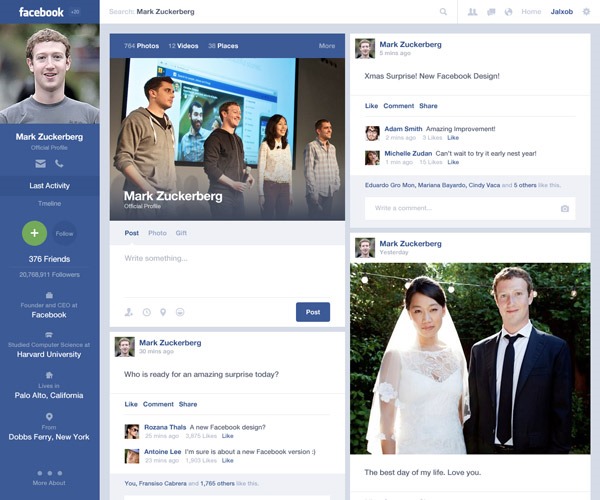 facebook +20
Search: Mark Zuckerberg
Home Jalxob
Mark Zuckerberg
Official Profile
Last Activity
Timeline
+ Follow
376 Friends
20,768,911 Followers
Founder and CEO at
Facebook
Studied Computer Science at
Harvard University
Lives in
Palo Alto, California
From
Dobbs Ferry, New York
More About
764 Photos 12 Videos 38 Places More
Mark Zuckerberg
Official Profile
Post Photo Gift
Write something...
Post
Mark Zuckerberg
30 mins ago
Who is ready for an amazing surprise today?
Like Comment Share
Rozana Thals A new Facebook design?
25 mins ago 3,875 Likes Like
Antoine Lee I'm sure is about a new Facebook version :)
23 mins ago 1,903 Likes Like
You, Fransiso Cabrera and 1,765 others like this.
Mark Zuckerberg
5 mins ago
Xmas Surprise! New Facebook Design!
Like Comment Share
Adam Smith Amazing Improvement!
2 mins ago 3 Likes Like
Michelle Zudan Can't wait to try it early nest year!
1 min ago 15 Likes Like
Eduardo Gro Mon, Mariana Bayardo, Cindy Vaca and 5 others like this.
Write a comment...
Mark Zuckerberg
Yesterday
The best day of my life. Love you.